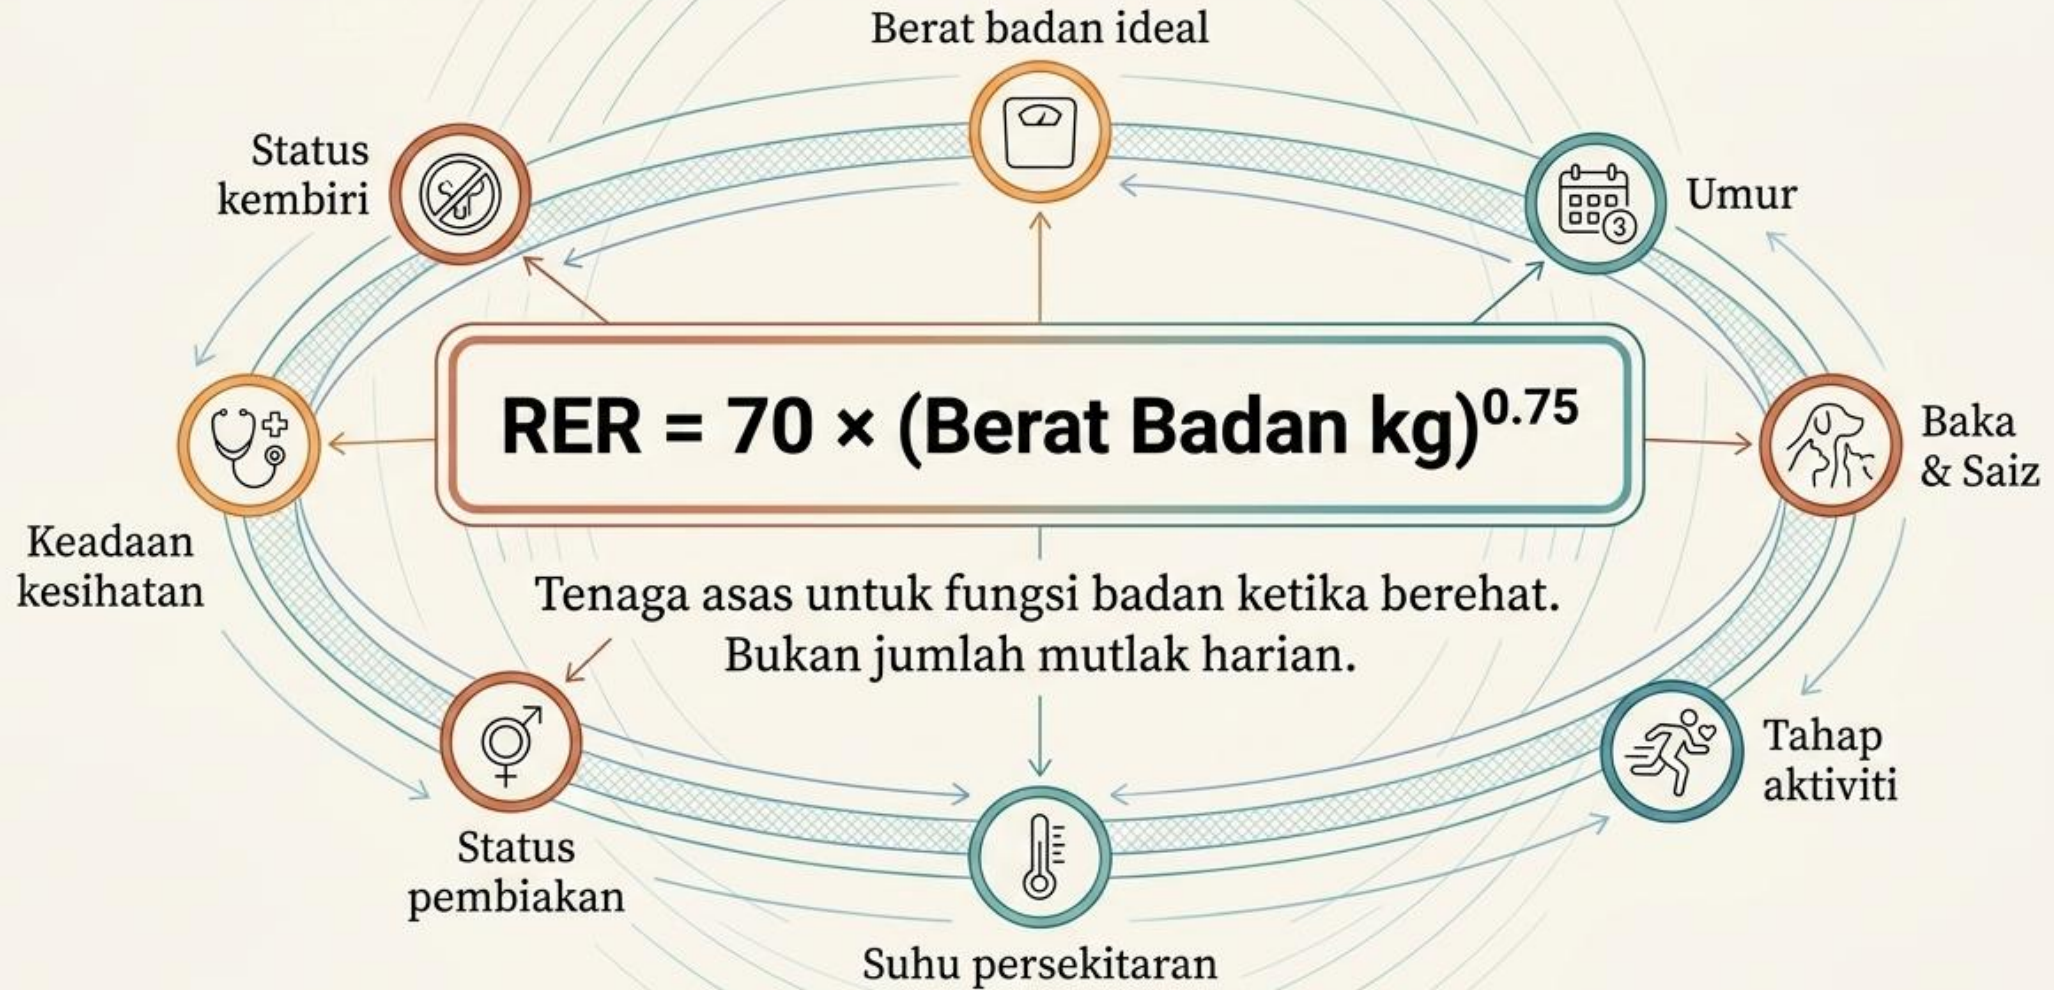 Berat badan ideal
Status
kembiri
Umur
3
RER = 70 × (Berat Badan kg)^0.75
Baka
& Saiz
Keadaan
kesihatan
Tenaga asas untuk fungsi badan ketika berehat.
Bukan jumlah mutlak harian.
Tahap
aktiviti
Status
pembiakan
Suhu persekitaran